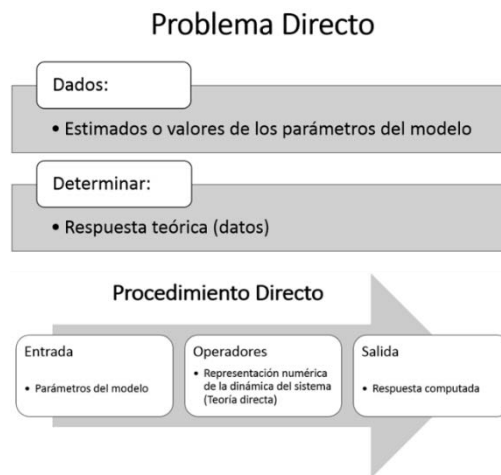 Problema Directo
Dados:
• Estimados o valores de los parámetros del modelo
Determinar:
• Respuesta teórica (datos)
Procedimiento Directo
Entrada
• Parámetros del modelo
Operadores
• Representación numérica
de la dinámica del sistema
(Teoría directa)
Salida
• Respuesta computada